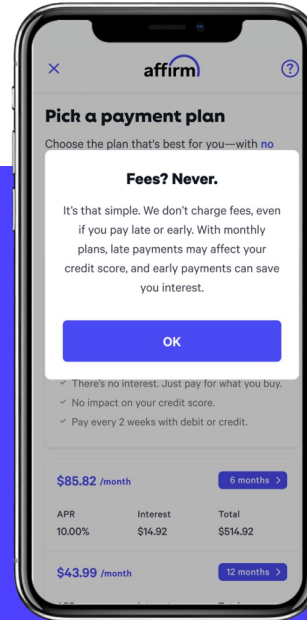 affirm
?
Pick a payment plan
Choose the plan that's best for you—with no
Fees? Never.
It's that simple. We don't charge fees, even
if you pay late or early. With monthly
plans, late payments may affect your
credit score, and early payments can save
you interest.
OK
There's no interest. Just pay for what you buy.
No impact on your credit score.
Pay every 2 weeks with debit or credit.
$85.82 /month 6 months >
APR Interest Total
10.00% $14.92 $514.92
$43.99 /month 12 months >